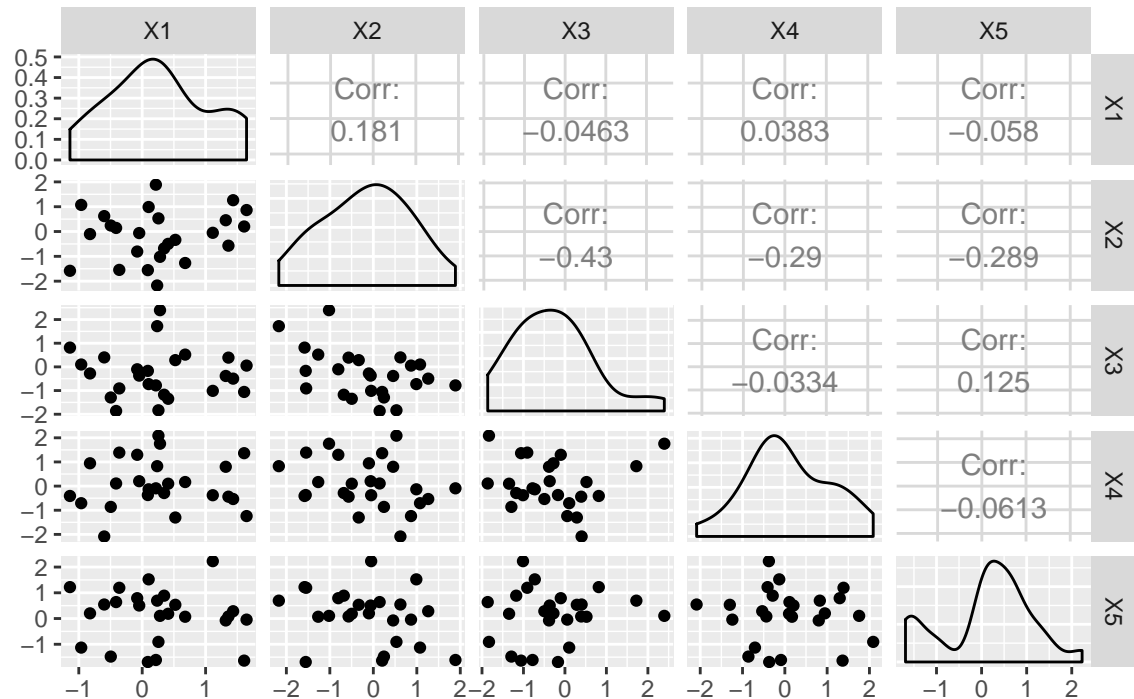 X1 X2 X3 X4 X5
0.5
0.4
0.3
0.2
0.1
0.0
Corr: Corr: Corr: Corr:
0.181 −0.0463 0.0383 −0.058
X1
2
1
0
−1
−2
Corr: Corr: Corr:
−0.43 −0.29 −0.289
X2
2
1
0
−1
−2
Corr: Corr:
−0.0334 0.125
X3
2
1
0
−1
−2
Corr:
−0.0613
X4
2
1
0
−1
X5
−1 0 1 −2 −1 0 1 2 −2 −1 0 1 2 −2 −1 0 1 2 −1 0 1 2